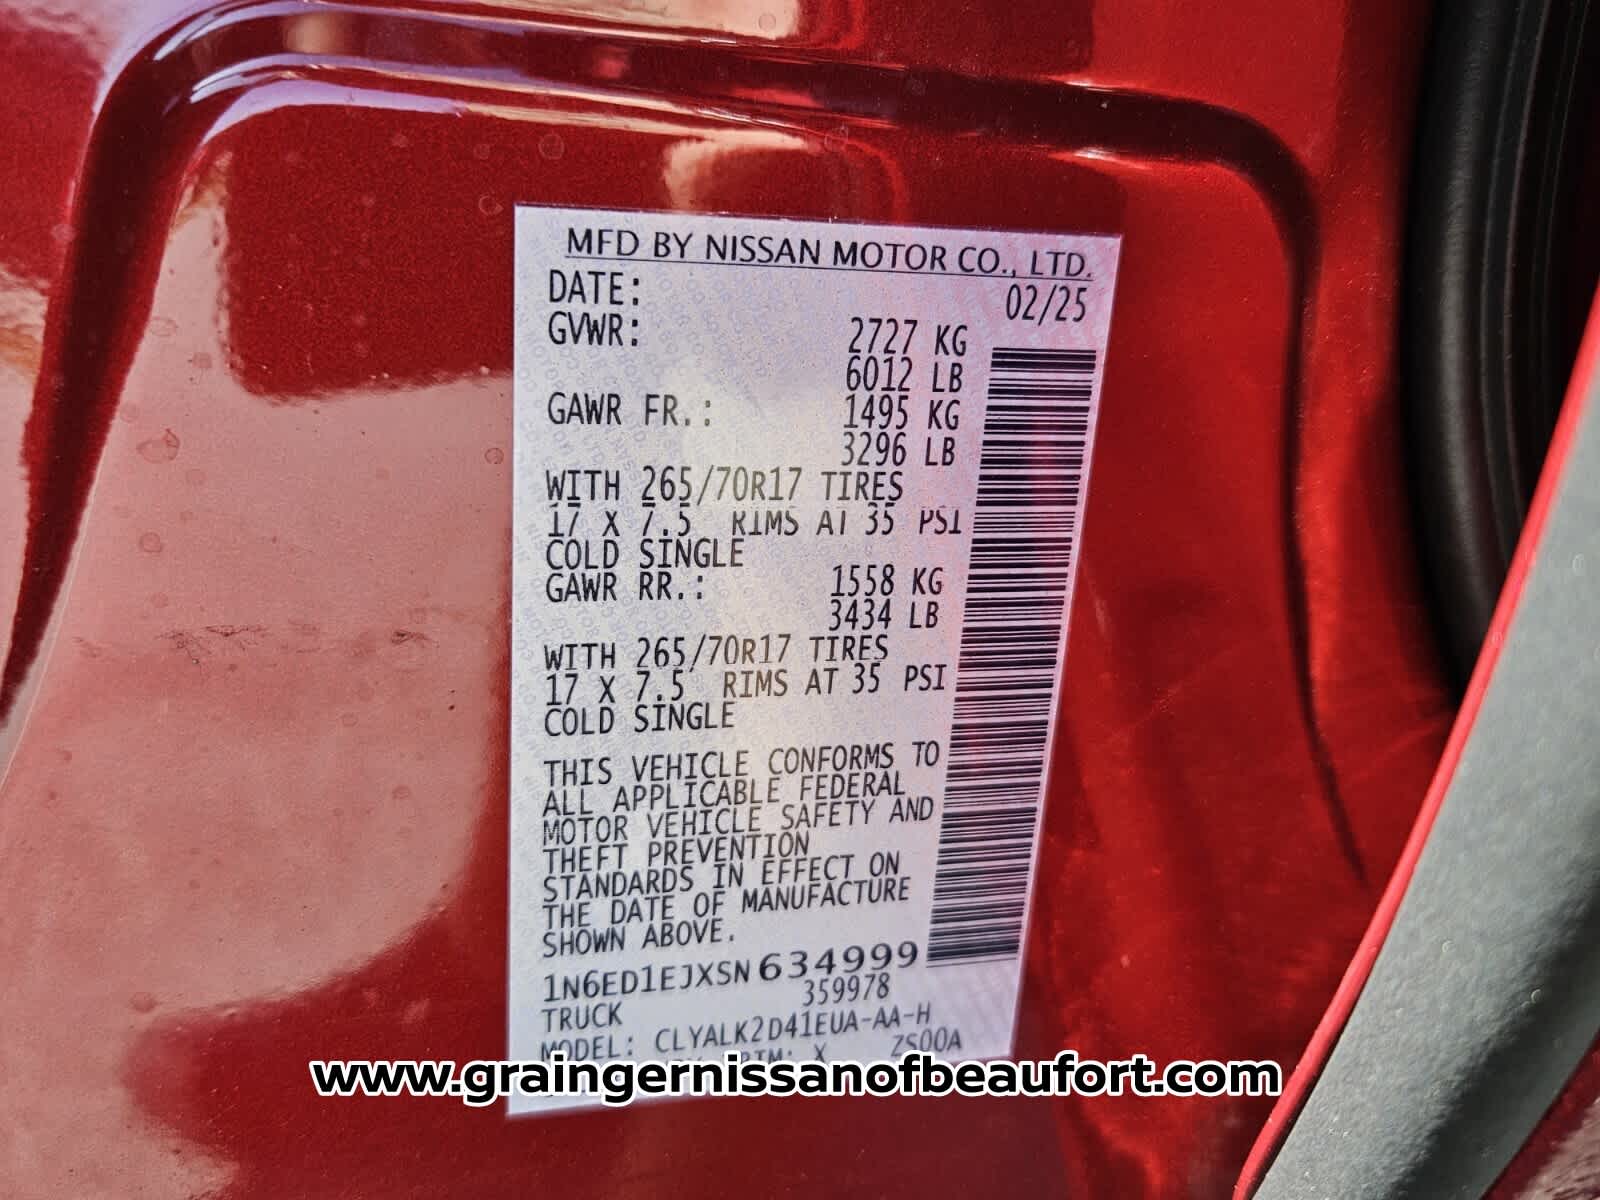 MFD BY NISSAN MOTOR CO., LTD.
DATE: 02/25
GVWR: 2727 KG
6012 LB
GAWR FR.: 1495 KG
3296 LB
WITH 265/70R17 TIRES
17 X 7.5 RIMS AT 35 PSI
COLD SINGLE
GAWR RR.: 1558 KG
3434 LB
WITH 265/70R17 TIRES
17 X 7.5 RIMS AT 35 PSI
COLD SINGLE
THIS VEHICLE CONFORMS TO
ALL APPLICABLE FEDERAL
MOTOR VEHICLE SAFETY AND
THEFT PREVENTION
STANDARDS IN EFFECT ON
THE DATE OF MANUFACTURE
SHOWN ABOVE.
1N6ED1EJXSN634999
359978
TRUCK
MODEL: CLYALK2D41EUA-AA-H
X ZS00A
www.graingernissanofbeaufort.com